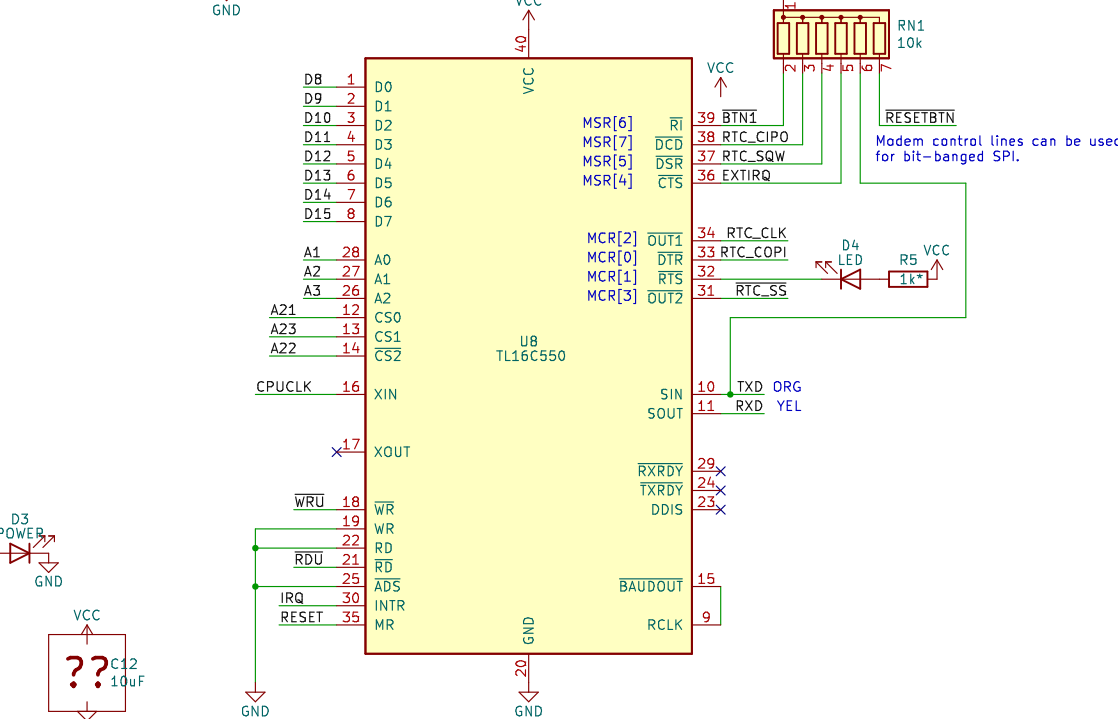 GND
VCC
40
VCC
1
RN1
10k
2 3 4 5 6 7
VCC
D8 1 D0
D9 2 D1
D10 3 D2
D11 4 D3
D12 5 D4
D13 6 D5
D14 7 D6
D15 8 D7
A1 28 A0
A2 27 A1
A3 26 A2
A21 12 CS0
A23 13 CS1
A22 14 CS2
CPUCLK 16 XIN
17 XOUT
WRU 18 WR
19 WR
22 RD
RDU 21 RD
25 ADS
IRQ 30 INTR
RESET 35 MR
U8
TL16C550
MSR[6] RI 39 BTN1
MSR[7] DCD 38 RTC_CIPO
MSR[5] DSR 37 RTC_SQW
MSR[4] CTS 36 EXTIRQ
RESETBTN
Modem control lines can be used
for bit-banged SPI.
MCR[2] OUT1 34 RTC_CLK
MCR[0] DTR 33 RTC_COPI
MCR[1] RTS 32
MCR[3] OUT2 31 RTC_SS
D4
LED
R5
1k*
VCC
SIN 10 TXD ORG
SOUT 11 RXD YEL
RXRDY 29
TXRDY 24
DDIS 23
BAUDOUT 15
RCLK 9
GND
20
GND
GND
D3
POWER
GND
VCC
??
C12
10uF